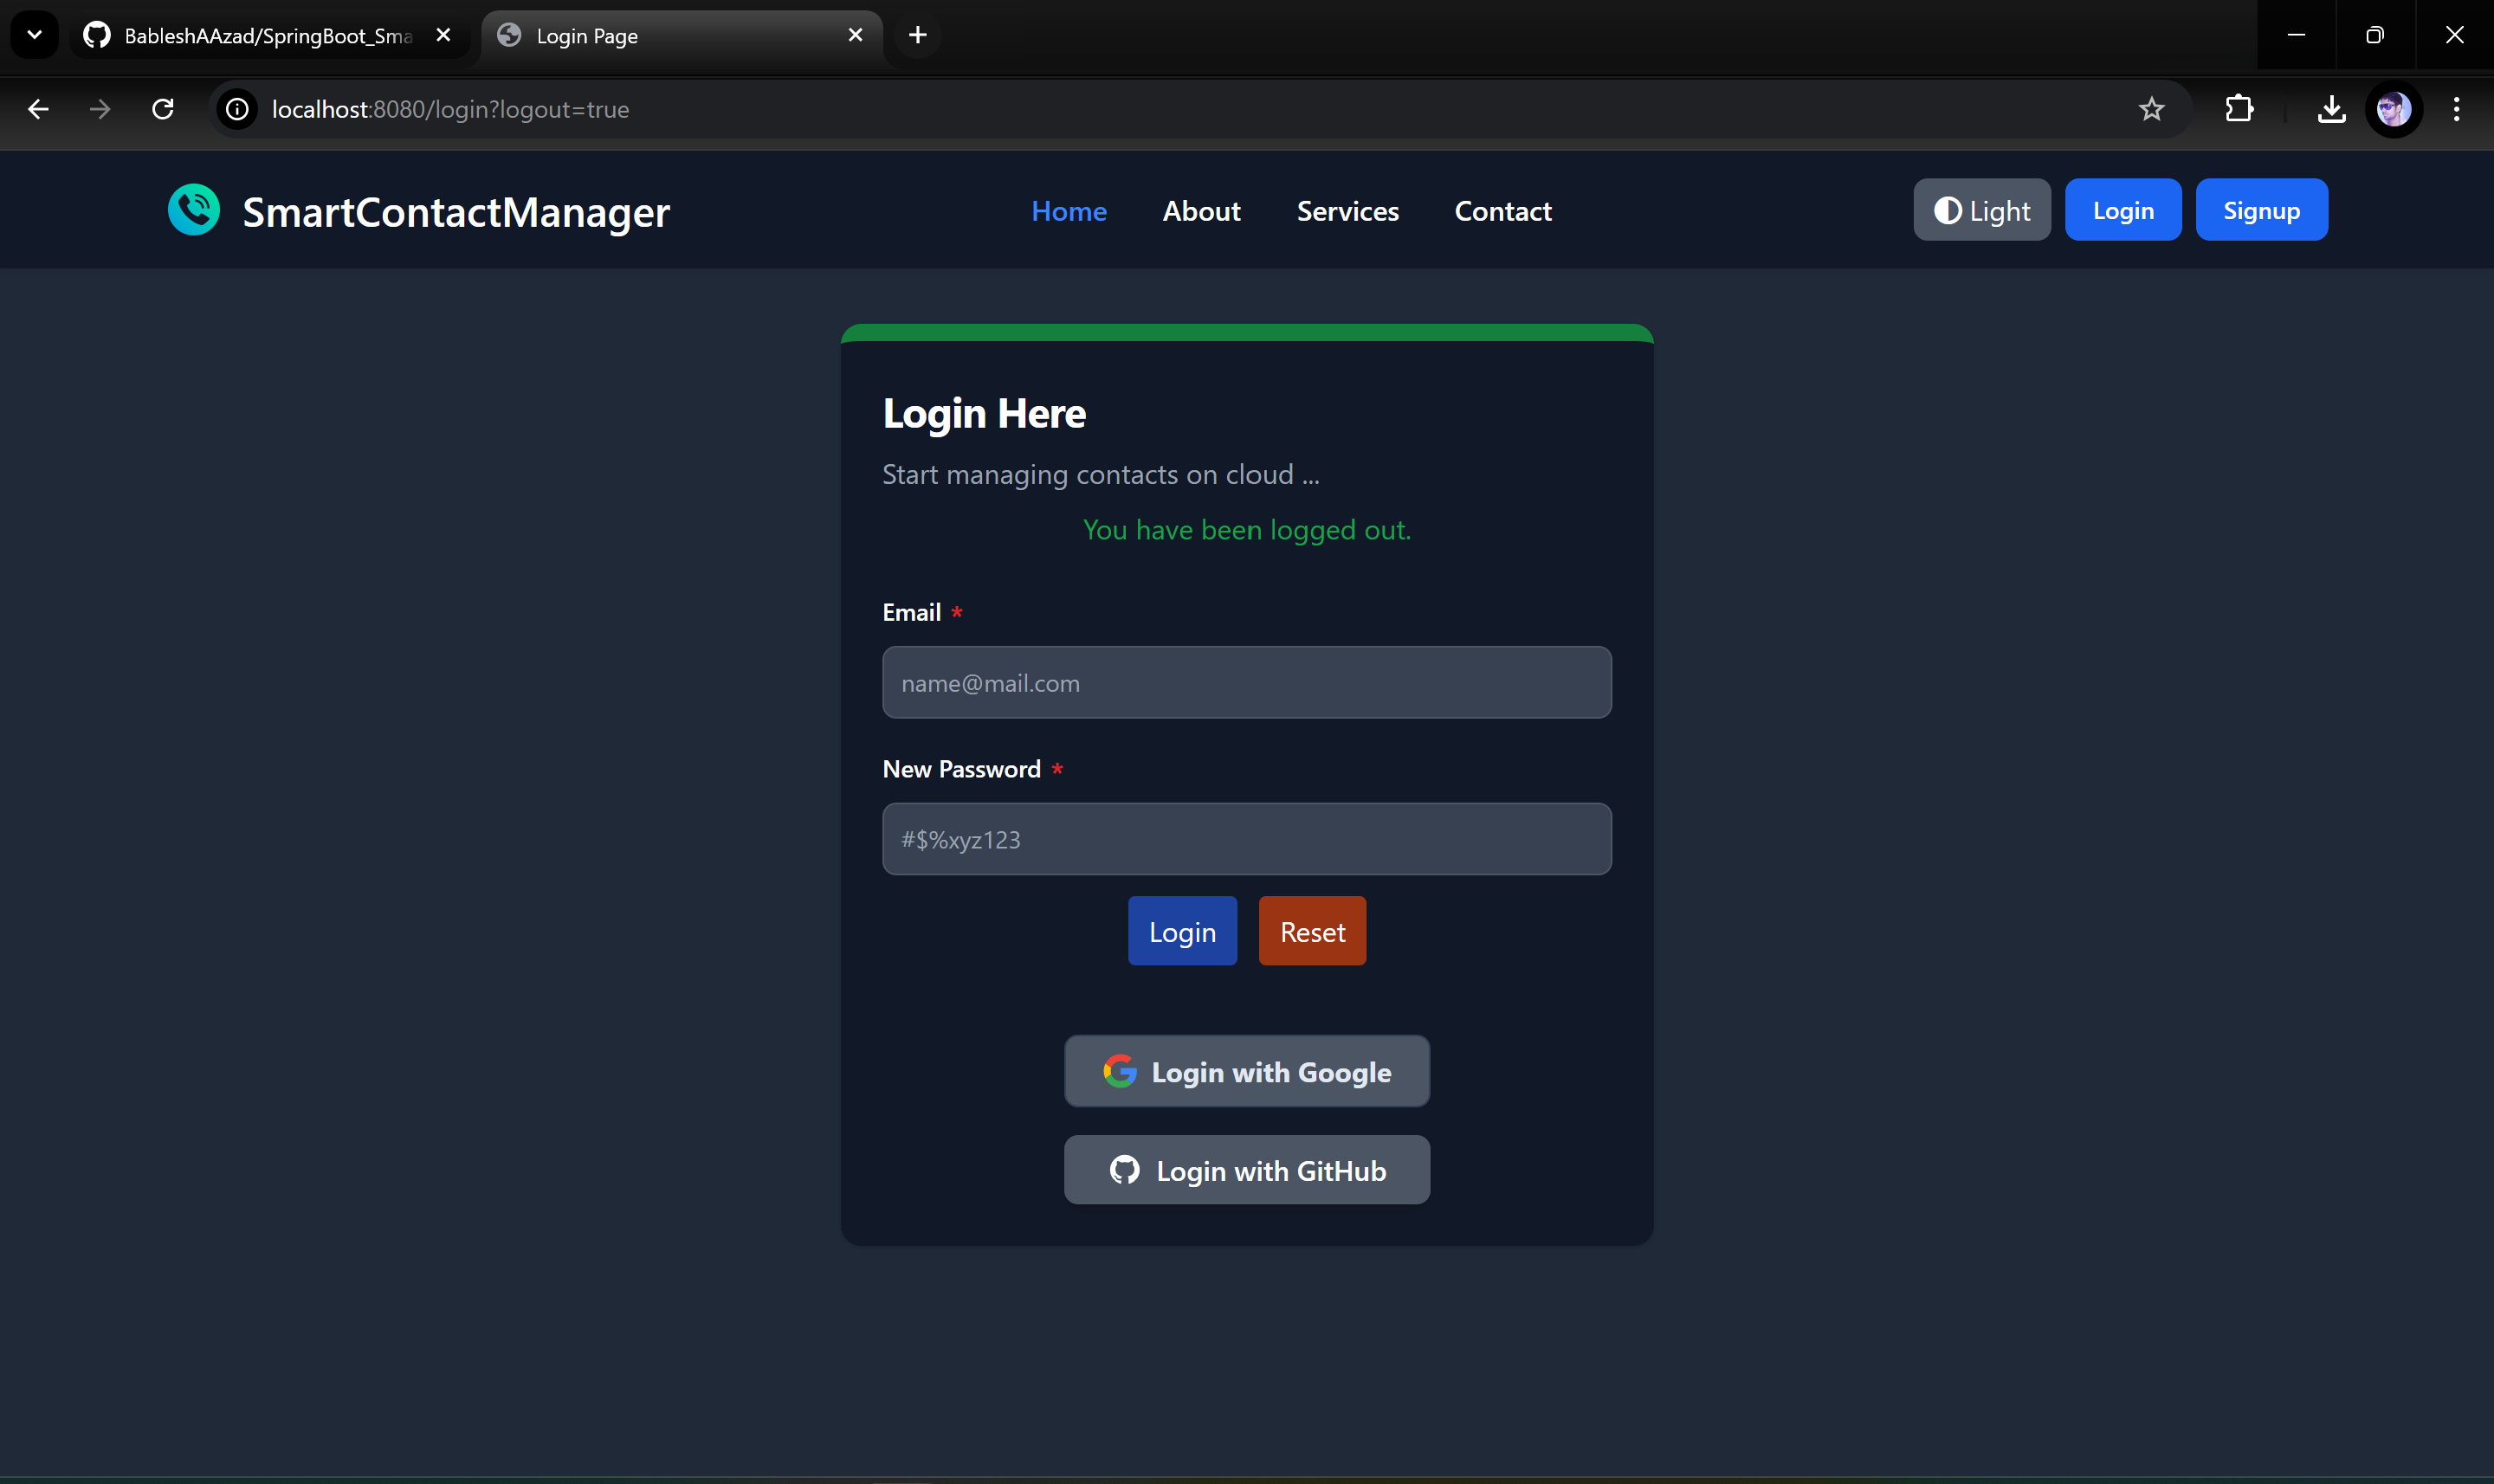 BableshAAzad/SpringBoot_Sma
Login Page
localhost:8080/login?logout=true
SmartContactManager
Home
About
Services
Contact
Light
Login
Signup
Login Here
Start managing contacts on cloud ...
You have been logged out.
Email *
name@mail.com
New Password *
#$%xyz123
Login
Reset
Login with Google
Login with GitHub